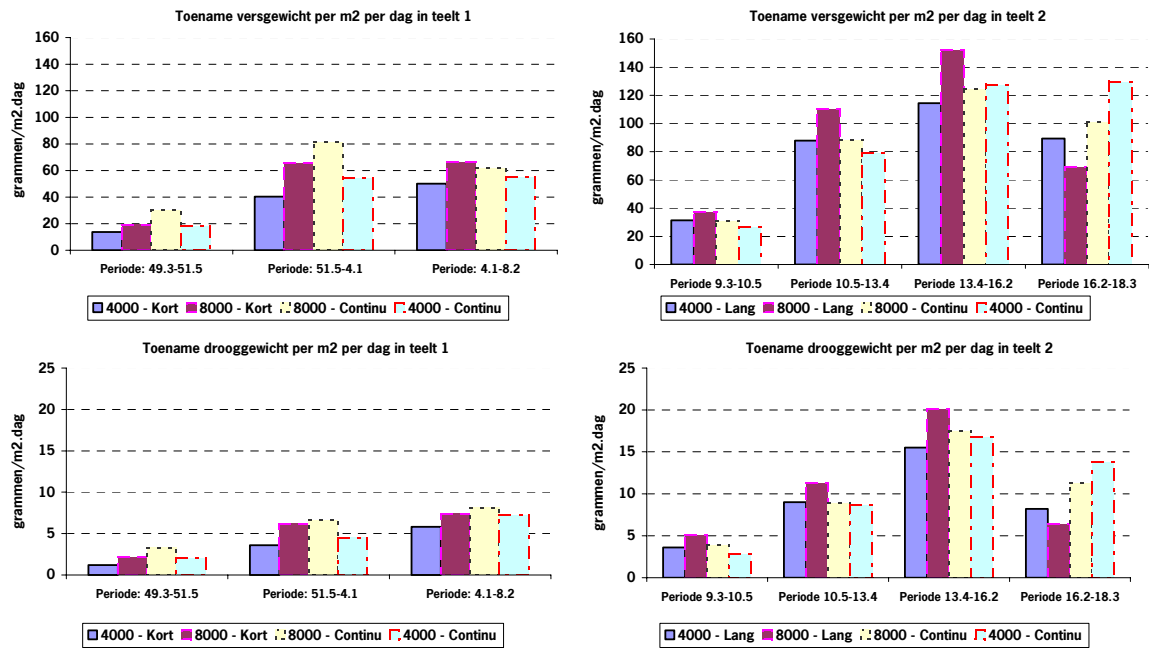 Toename versgewicht per m2 per dag in teelt 1
grammen/m2.dag
160
140
120
100
80
60
40
20
0
Periode: 49.3-51.5 Periode: 51.5-4.1 Periode: 4.1-8.2
4000 - Kort 8000 - Kort 8000 - Continu 4000 - Continu
Toename versgewicht per m2 per dag in teelt 2
grammen/m2.dag
160
140
120
100
80
60
40
20
0
Periode 9.3-10.5 Periode 10.5-13.4 Periode 13.4-16.2 Periode 16.2-18.3
4000 - Lang 8000 - Lang 8000 - Continu 4000 - Continu
Toename drooggewicht per m2 per dag in teelt 1
grammen/m2.dag
25
20
15
10
5
0
Periode: 49.3-51.5 Periode: 51.5-4.1 Periode: 4.1-8.2
4000 - Kort 8000 - Kort 8000 - Continu 4000 - Continu
Toename drooggewicht per m2 per dag in teelt 2
grammen/m2.dag
25
20
15
10
5
0
Periode 9.3-10.5 Periode 10.5-13.4 Periode 13.4-16.2 Periode 16.2-18.3
4000 - Lang 8000 - Lang 8000 - Continu 4000 - Continu